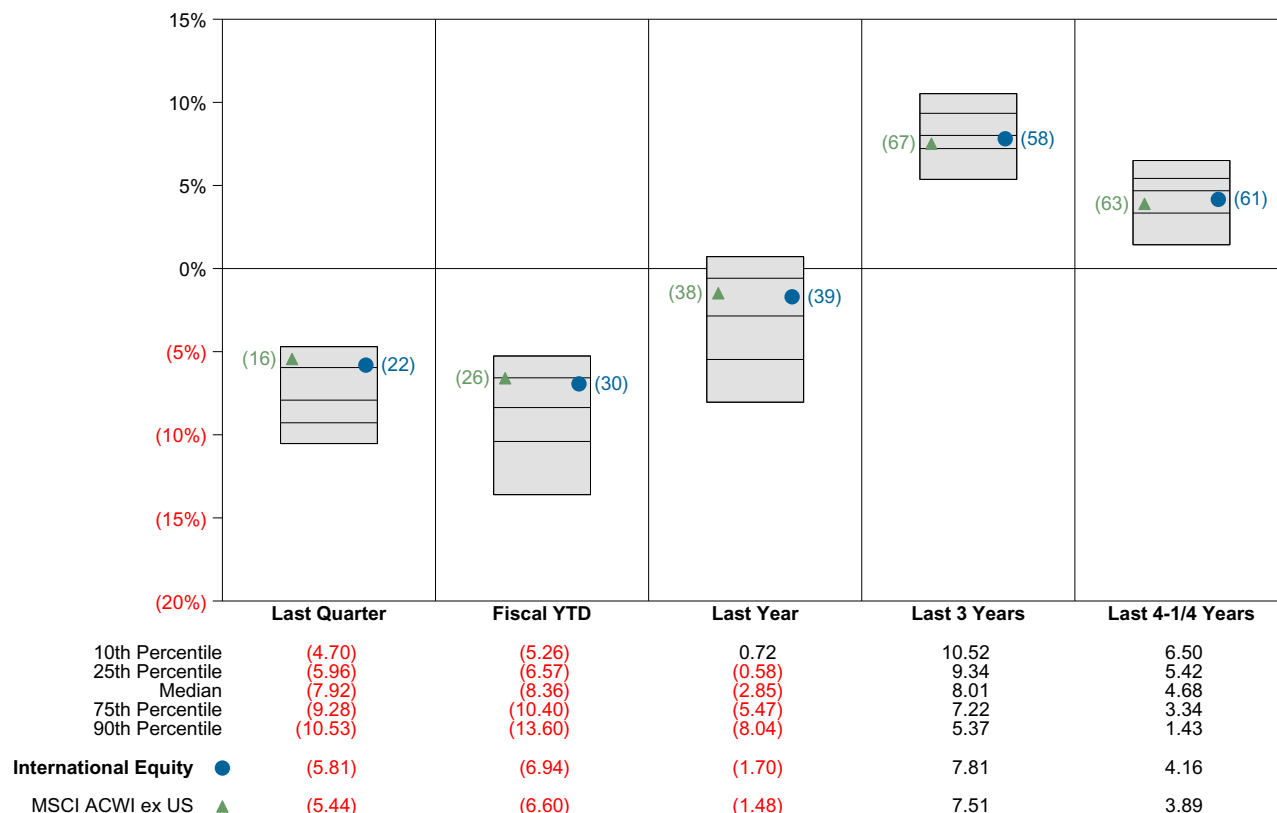 15%
10%
(67) (58)
5%
(63) (61)
0%
(38) (39)
(5%)
(16) (22)
(26) (30)
(10%)
(15%)
(20%)
Last Quarter Fiscal YTD Last Year Last 3 Years Last 4-1/4 Years
10th Percentile (4.70) (5.26) 0.72 10.52 6.50
25th Percentile (5.96) (6.57) (0.58) 9.34 5.42
Median (7.92) (8.36) (2.85) 8.01 4.68
75th Percentile (9.28) (10.40) (5.47) 7.22 3.34
90th Percentile (10.53) (13.60) (8.04) 5.37 1.43
International Equity (5.81) (6.94) (1.70) 7.81 4.16
MSCI ACWI ex US (5.44) (6.60) (1.48) 7.51 3.89